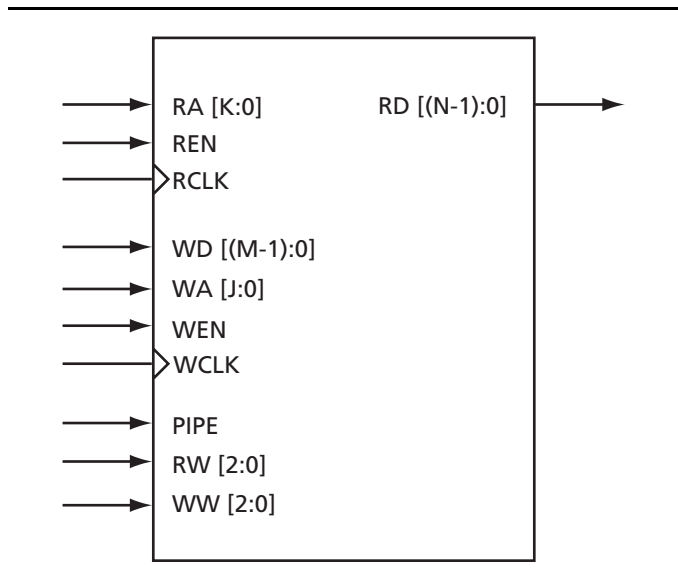 RA [K:0]
RD [(N-1):0]
REN
RCLK
WD [(M-1):0]
WA [J:0]
WEN
WCLK
PIPE
RW [2:0]
WW [2:0]